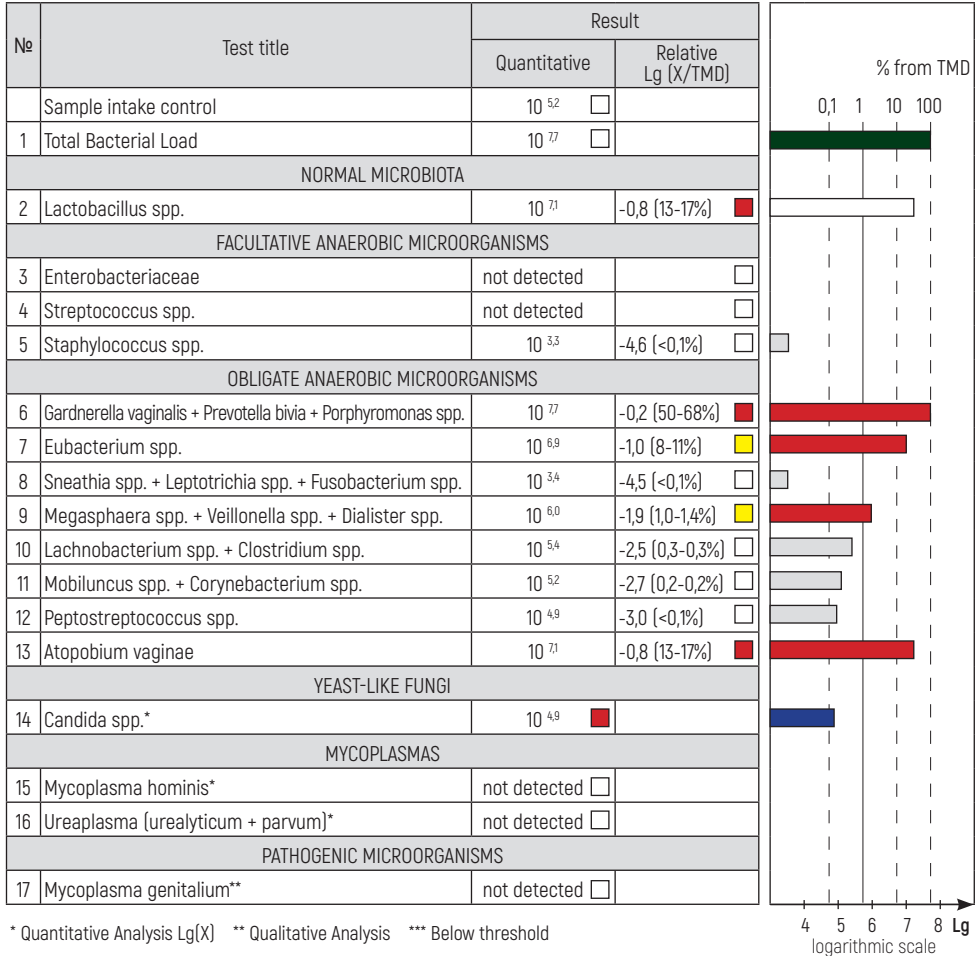 № Test title Result
Quantitative Relative Lg (X/TMD)
% from TMD
Sample intake control 10 5,2
0,1 1 10 100
1 Total Bacterial Load 10 7,7
NORMAL MICROBIOTA
2 Lactobacillus spp. 10 7,1 -0,8 (13-17%)
FACULTATIVE ANAEROBIC MICROORGANISMS
3 Enterobacteriaceae not detected
4 Streptococcus spp. not detected
5 Staphylococcus spp. 10 3,3 -4,6 (<0,1%)
OBLIGATE ANAEROBIC MICROORGANISMS
6 Gardnerella vaginalis + Prevotella bivia + Porphyromonas spp. 10 7,7 -0,2 (50-68%)
7 Eubacterium spp. 10 6,9 -1,0 (8-11%)
8 Sneathia spp. + Leptotrichia spp. + Fusobacterium spp. 10 3,4 -4,5 (<0,1%)
9 Megasphaera spp. + Veillonella spp. + Dialister spp. 10 6,0 -1,9 (1,0-1,4%)
10 Lachnobacterium spp. + Clostridium spp. 10 5,4 -2,5 (0,3-0,3%)
11 Mobiluncus spp. + Corynebacterium spp. 10 5,2 -2,7 (0,2-0,2%)
12 Peptostreptococcus spp. 10 4,9 -3,0 (<0,1%)
13 Atopobium vaginae 10 7,1 -0,8 (13-17%)
YEAST-LIKE FUNGI
14 Candida spp.* 10 4,9
MYCOPLASMAS
15 Mycoplasma hominis* not detected
16 Ureaplasma (urealyticum + parvum)* not detected
PATHOGENIC MICROORGANISMS
17 Mycoplasma genitalium** not detected
4 5 6 7 8 Lg
logarithmic scale
* Quantitative Analysis Lg(X) ** Qualitative Analysis *** Below threshold